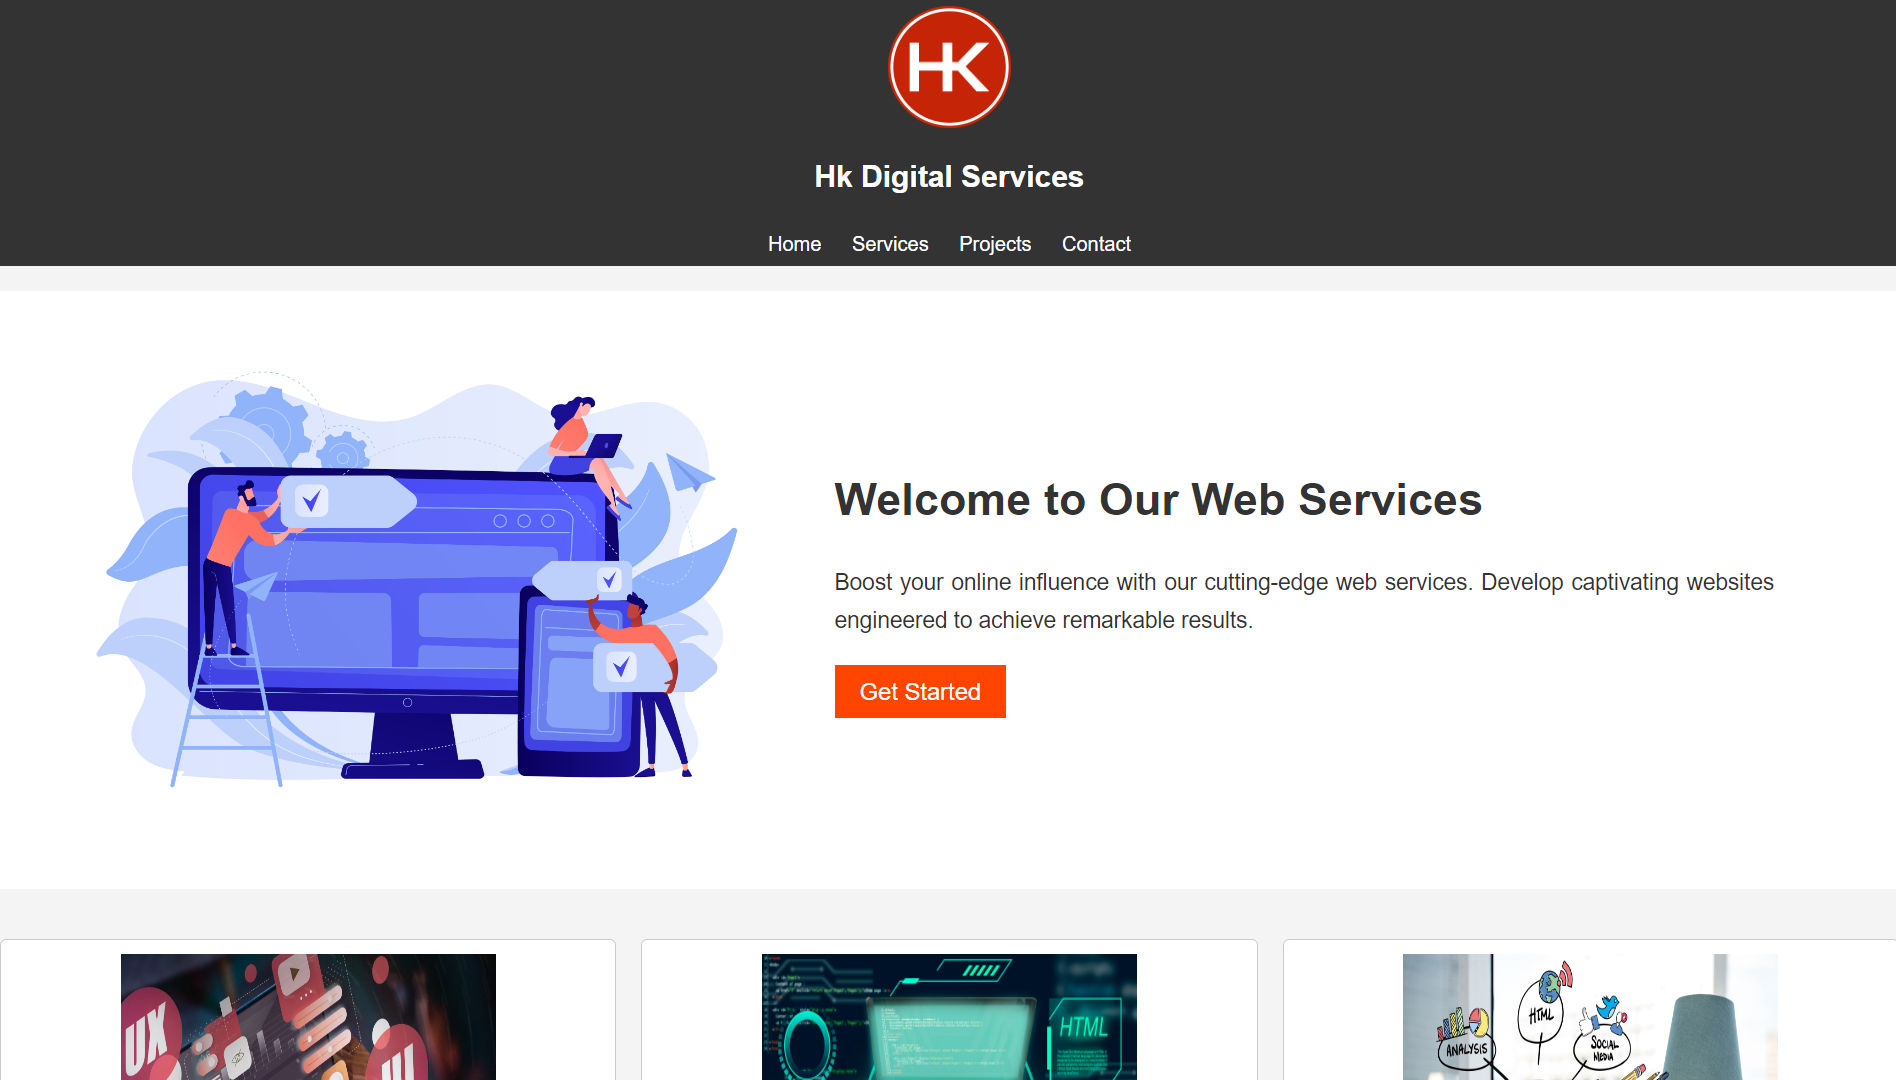 HK
Hk Digital Services
Home Services Projects Contact
Welcome to Our Web Services
Boost your online influence with our cutting-edge web services. Develop captivating websites
engineered to achieve remarkable results.
Get Started
UX
UI
HTML
HTML
ANALYSIS
SOCIAL
MEDIA